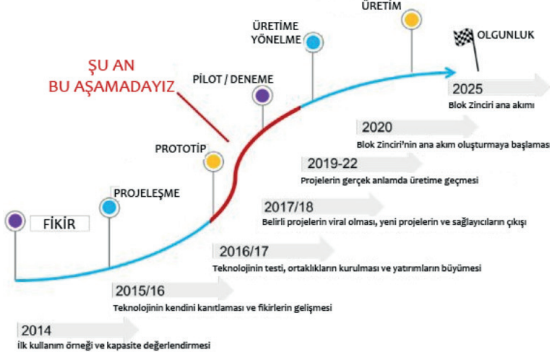 ÜRETİM
ÜRETİME
YÖNELME
OLGUNLUK
ŞU AN
BU AŞAMADAYIZ
PİLOT / DENEME
2025
Blok Zinciri ana akımı
2020
Blok Zinciri'nin ana akım oluşturmaya başlaması
PROTOTİP
2019-22
Projelerin gerçek anlamda üretime geçmesi
PROJELEŞME
2017/18
Belirli projelerin viral olması, yeni projelerin ve sağlayıcıların çıkışı
FİKİR
2016/17
Teknolojinin testi, ortaklıkların kurulması ve yatırımların büyümesi
2015/16
Teknolojinin kendini kanıtlaması ve fikirlerin gelişmesi
2014
İlk kullanım örneği ve kapasite değerlendirmesi